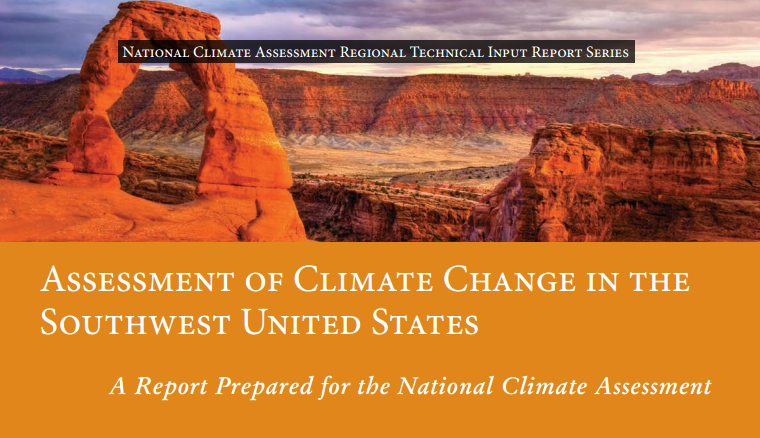 National Climate Assessment Regional Technical Input Report Series
Assessment of Climate Change in the
Southwest United States
A Report Prepared for the National Climate Assessment